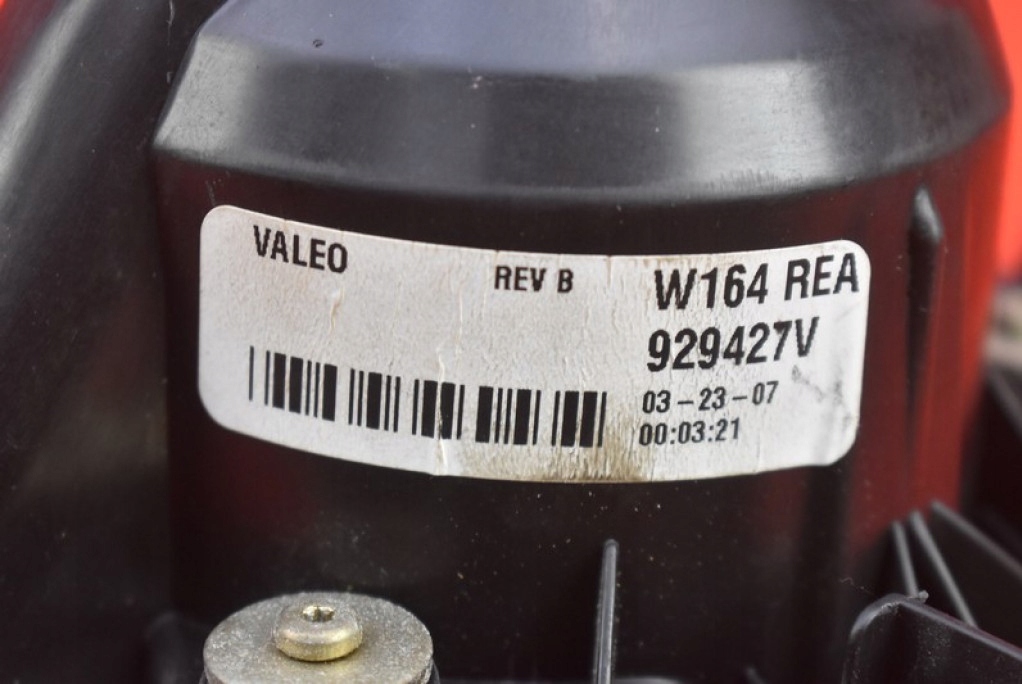 VALEO
REV B
W164 REA
929427V
03-23-07
00:03:21